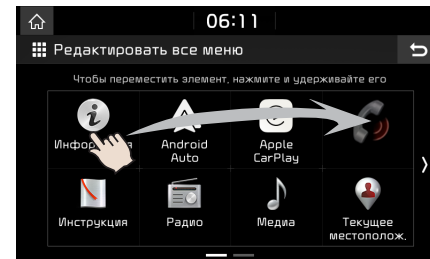 06:11
Редактировать все меню
Чтобы переместить элемент, нажмите и удерживайте его
Android
Auto
Apple
CarPlay
Инструкция
Радио
Медиа
Текущее
местополож.